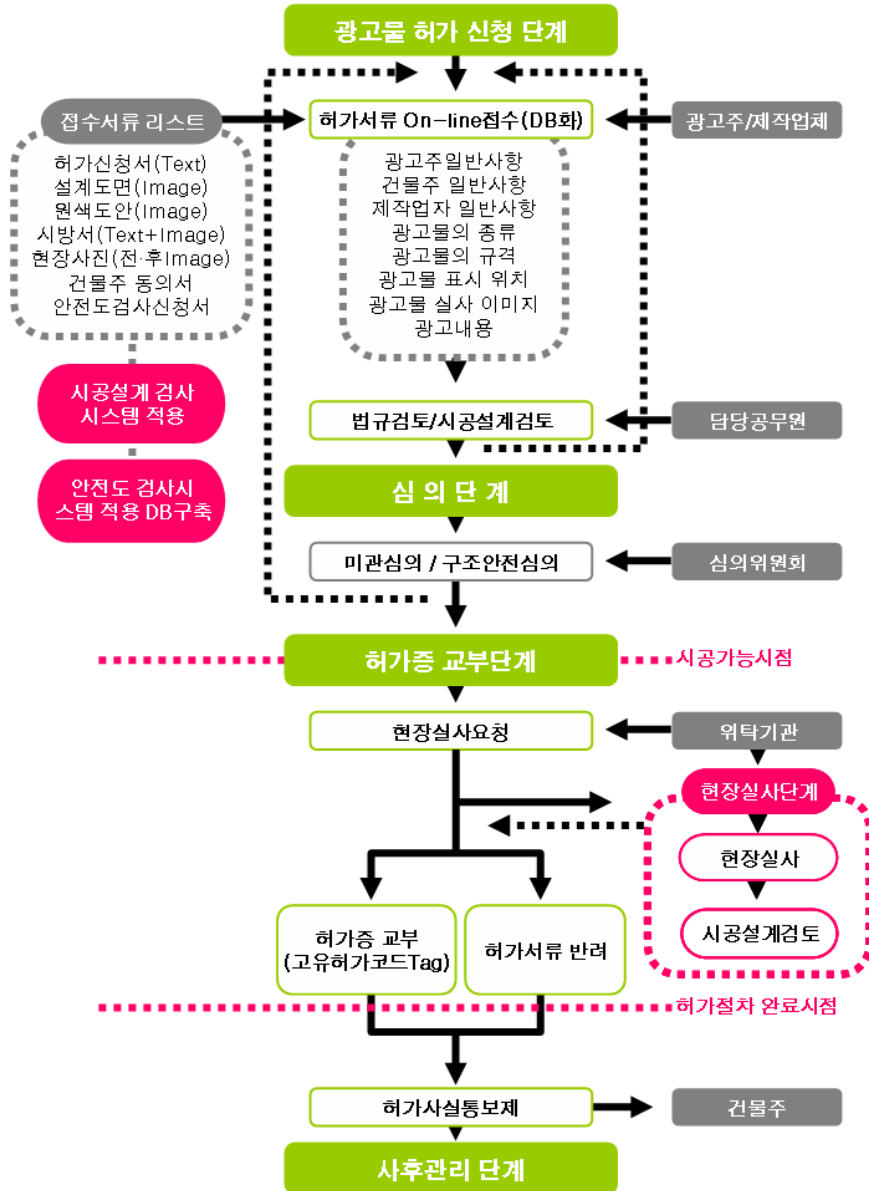 광고물 허가 신청 단계
접수서류 리스트
허가서류 On-line접수(DB화)
광고주/제작업체
허가신청서(Text)
설계도면(Image)
원색도안(Image)
시방서(Text+Image)
현장사진(전·후Image)
건물주 동의서
안전도검사신청서
광고주일반사항
건물주 일반사항
제작업자 일반사항
광고물의 종류
광고물의 규격
광고물 표시 위치
광고물 실사 이미지
광고내용
시공설계 검사
시스템 적용
법규검토/시공설계검토
담당공무원
안전도 검사시
스템 적용 DB구축
심 의 단 계
미관심의 / 구조안전심의
심의위원회
허가증 교부단계
시공가능시점
현장실사요청
위탁기관
현장실사단계
현장실사
시공설계검토
허가증 교부
(고유허가코드Tag)
허가서류 반려
허가절차 완료시점
허가사실통보제
건물주
사후관리 단계